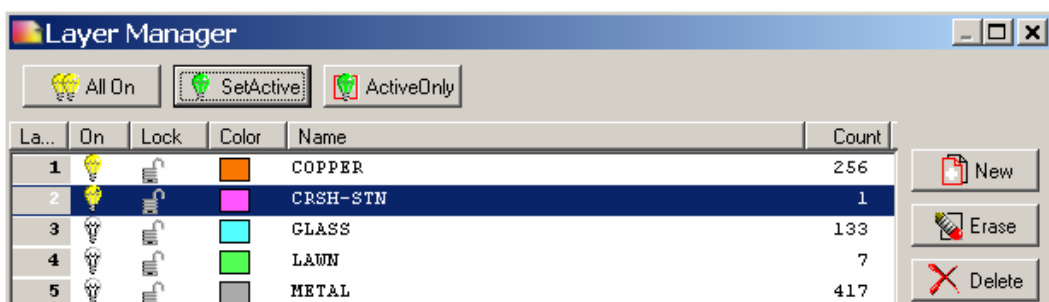 Layer Manager
All On SetActive ActiveOnly
La... On Lock Color Name Count
1 COPPER 256
New
2 CRSH-STN 1
3 GLASS 133
Erase
4 LAWN 7
5 METAL 417
Delete